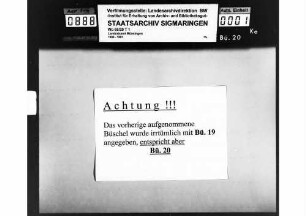 0888
Verfilmungsstelle: Landesarchivdirektion BW
Institut für Erhaltung von Archiv- und Bibliotheksgut
STAATSARCHIV SIGMARINGEN
0001
Ke
Bü. 20
Achtung !!!
Das vorherige aufgenommene
Büschel wurde irrtümlich mit Bü. 19
angegeben, entspricht aber
Bü. 20